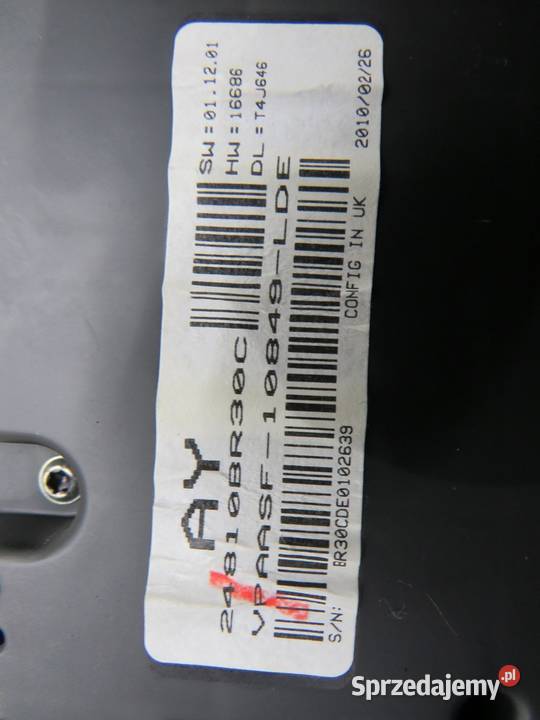 AY
24810BR30C
VPAASF-10849-LDE
SW=01.12.01
HW=16686
DL=T4J646
S/N:
BR30CDE0102639
CONFIG IN UK
2010/02/26
Sprzedajemy.pl